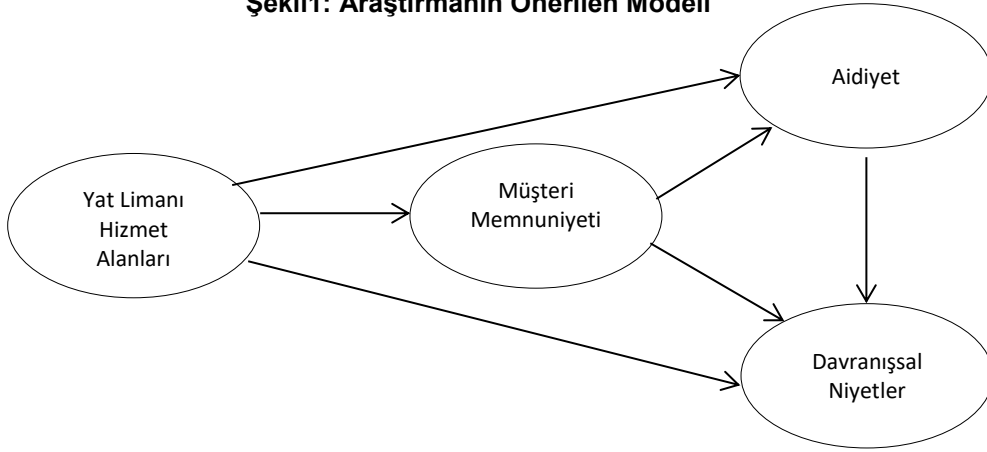 Şekil1: Araştırmanın Önerilen Modeli
Aidiyet
Yat Limanı
Hizmet
Alanları
Müşteri
Memnuniyeti
Davranışsal
Niyetler